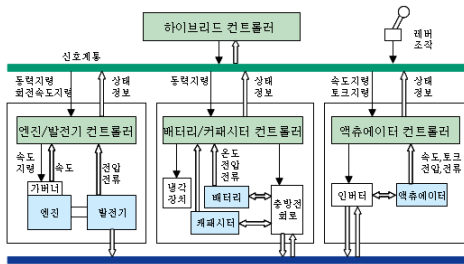 하이브리드 컨트롤러
레버
조작
신호계통
동력지령
회전속도지령
상태
정보
동력지령
상태
정보
속도지령
토크지령
상태
정보
엔진/발전기 컨트롤러
배터리/커패시터 컨트롤러
액츄에이터 컨트롤러
속도
지령
속도
전압
전류
온도
전압
전류
속도,토크
전압,전류
가버너
엔진
발전기
냉각
장치
배터리
캐패시터
충방전
회로
인버터
액츄에이터